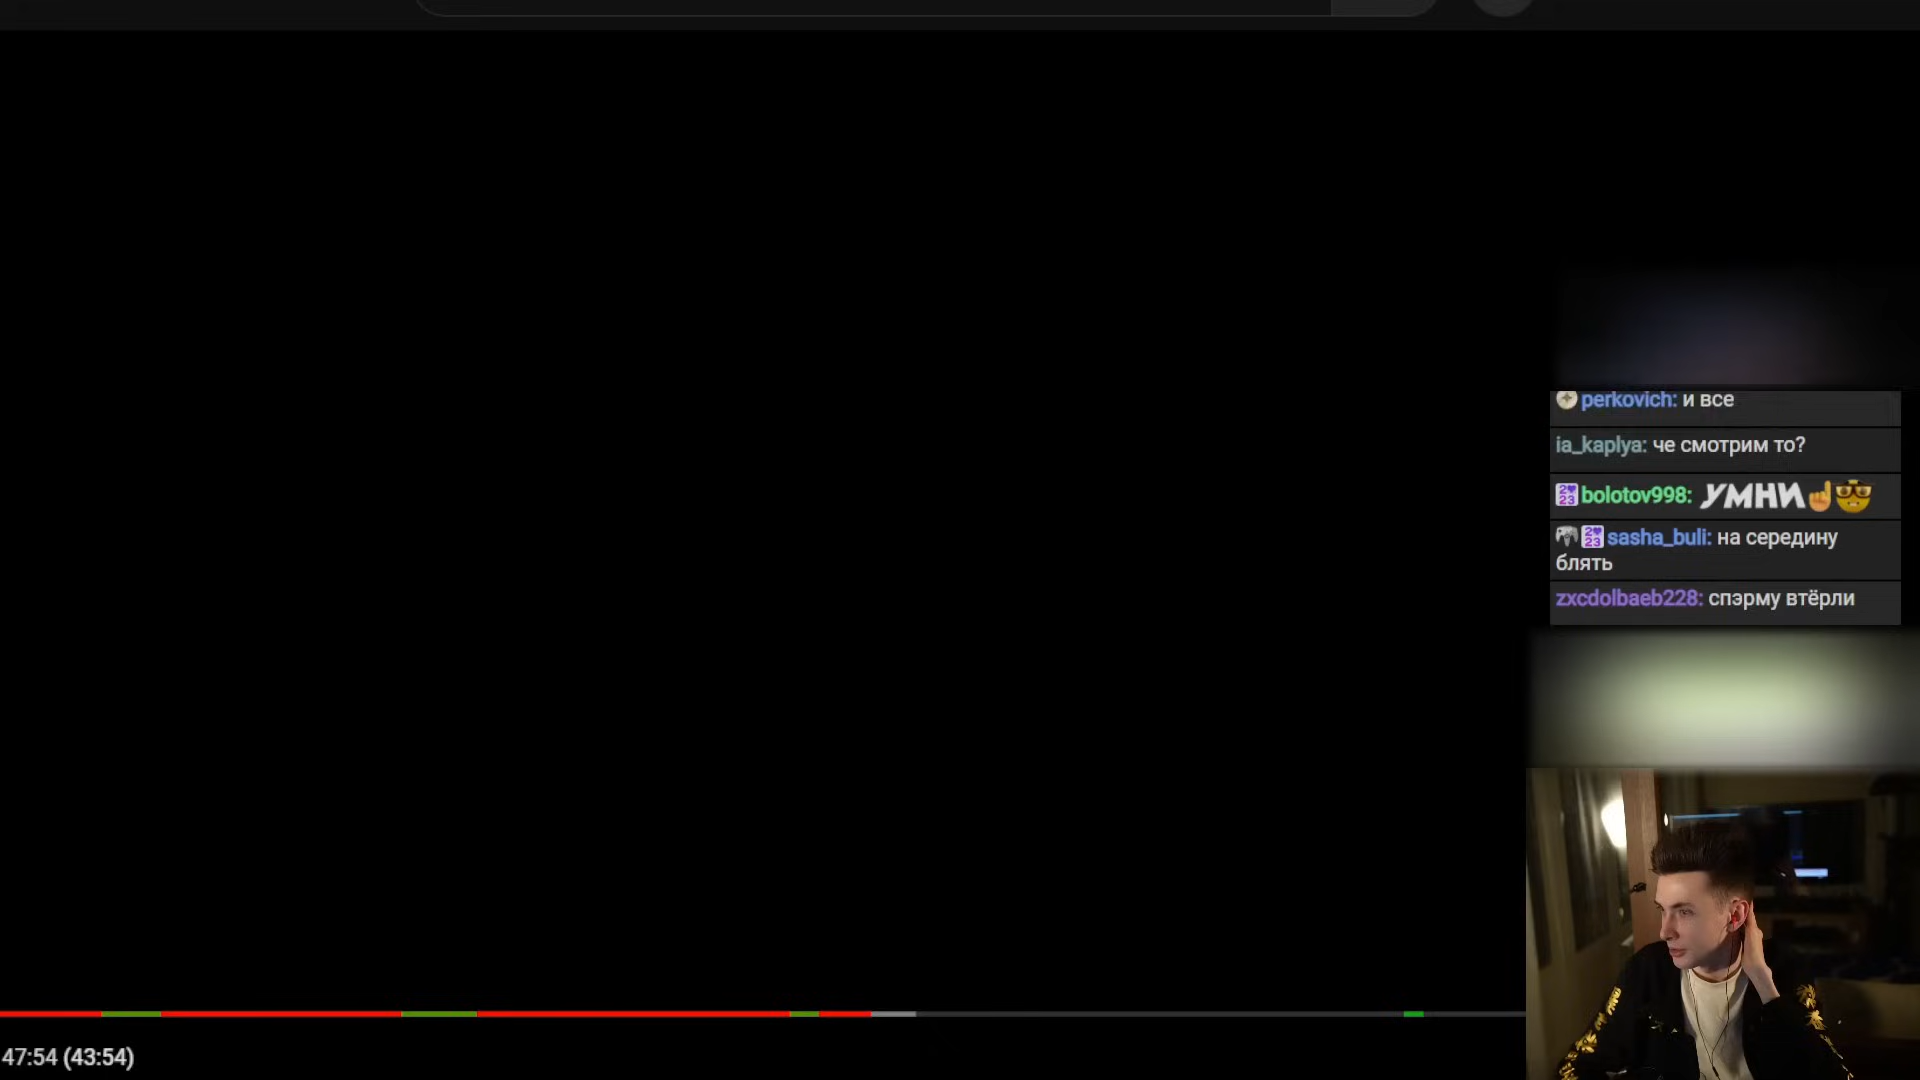 perkovich: и все
ia_kaplya: че смотрим то?
bolotov998: УМНИ
sasha_buli: на середину
блять
zxcdolbaeb228: спэрму втёрли
47:54 (43:54)